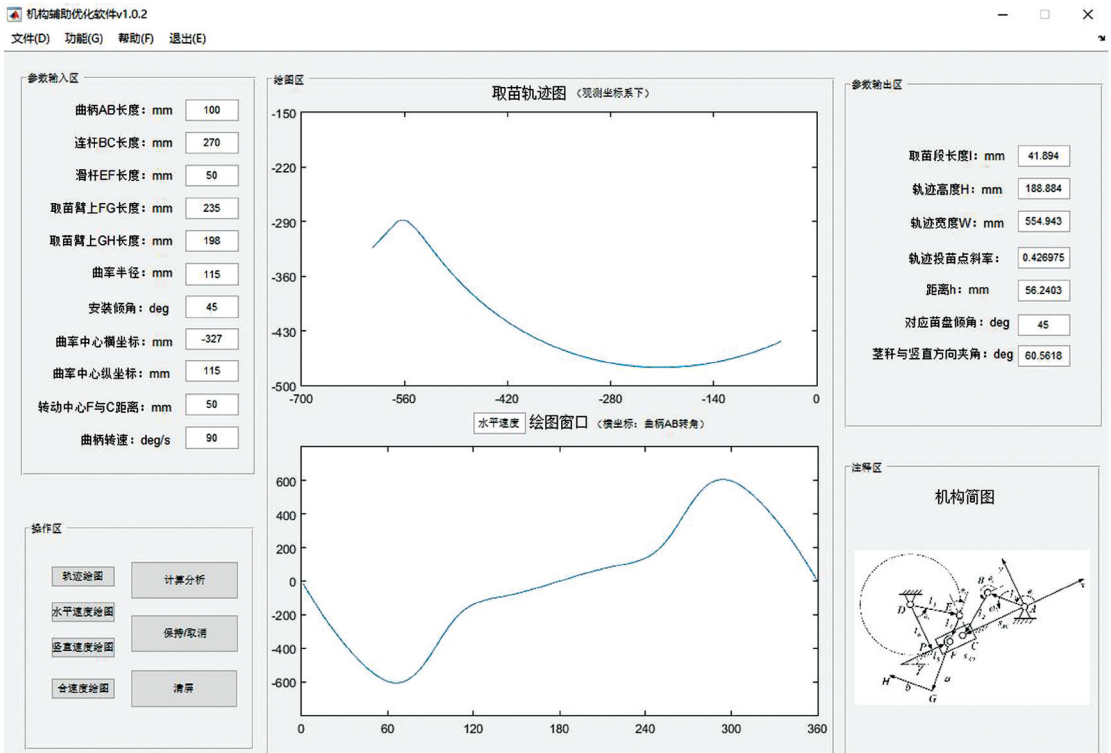 机构辅助优化软件v1.0.2
文件(D) 功能(G) 帮助(F) 退出(E)
参数输入区
曲柄AB长度：mm 100
连杆BC长度：mm 270
滑杆EF长度：mm 50
取苗臂上FG长度：mm 235
取苗臂上GH长度：mm 198
曲率半径：mm 115
安装倾角：deg 45
曲率中心横坐标：mm -327
曲率中心纵坐标：mm 115
转动中心F与C距离：mm 50
曲柄转速：deg/s 90
操作区
轨迹绘图
水平速度绘图
竖直速度绘图
合速度绘图
计算分析
保持/取消
清屏
绘图区
取苗轨迹图 （观测坐标系下）
-150
-220
-290
-360
-430
-500
-700 -560 -420 -280 -140 0
水平速度 绘图窗口 （横坐标：曲柄AB转角）
600
400
200
0
-200
-400
-600
0 60 120 180 240 300 360
参数输出区
取苗段长度l：mm 41.894
轨迹高度H：mm 188.884
轨迹宽度W：mm 554.943
轨迹投苗点斜率： 0.426975
距离h：mm 56.2403
对应苗盘倾角：deg 45
茎秆与竖直方向夹角：deg 60.5618
注释区
机构简图
y
x
B
A
D
E
P
F
C
a
H
b
G